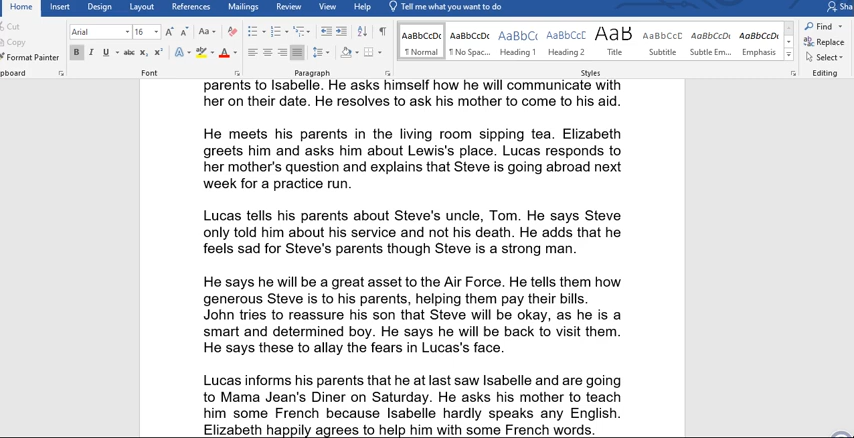 Home Insert Design Layout References Mailings Review View Help Tell me what you want to do Sha
Cut Arial 16 Aa AaBbCcDc AaBbCcDc AaBbCc AaBbCcD AaB AaBbCcD AaBbCcDc AaBbCcDc Find
Copy Replace
Format Painter B I U abc x₂ x² A ab A ¶ Normal ¶ No Spac... Heading 1 Heading 2 Title Subtitle Subtle Em... Emphasis Select
pboard Font Paragraph Styles Editing
parents to Isabelle. He asks himself how he will communicate with
her on their date. He resolves to ask his mother to come to his aid.
He meets his parents in the living room sipping tea. Elizabeth
greets him and asks him about Lewis's place. Lucas responds to
her mother's question and explains that Steve is going abroad next
week for a practice run.
Lucas tells his parents about Steve's uncle, Tom. He says Steve
only told him about his service and not his death. He adds that he
feels sad for Steve's parents though Steve is a strong man.
He says he will be a great asset to the Air Force. He tells them how
generous Steve is to his parents, helping them pay their bills.
John tries to reassure his son that Steve will be okay, as he is a
smart and determined boy. He says he will be back to visit them.
He says these to allay the fears in Lucas's face.
Lucas informs his parents that he at last saw Isabelle and are going
to Mama Jean's Diner on Saturday. He asks his mother to teach
him some French because Isabelle hardly speaks any English.
Elizabeth happily agrees to help him with some French words.